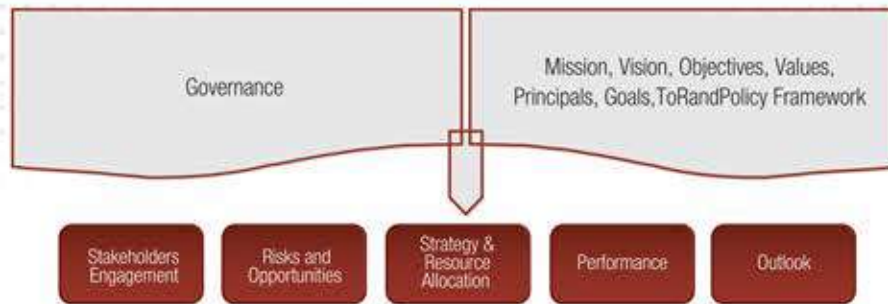 Governance
Mission, Vision, Objectives, Values,
Principals, Goals,ToRandPolicy Framework
Stakeholders
Engagement
Risks and
Opportunities
Strategy &
Resource
Allocation
Performance
Outlook